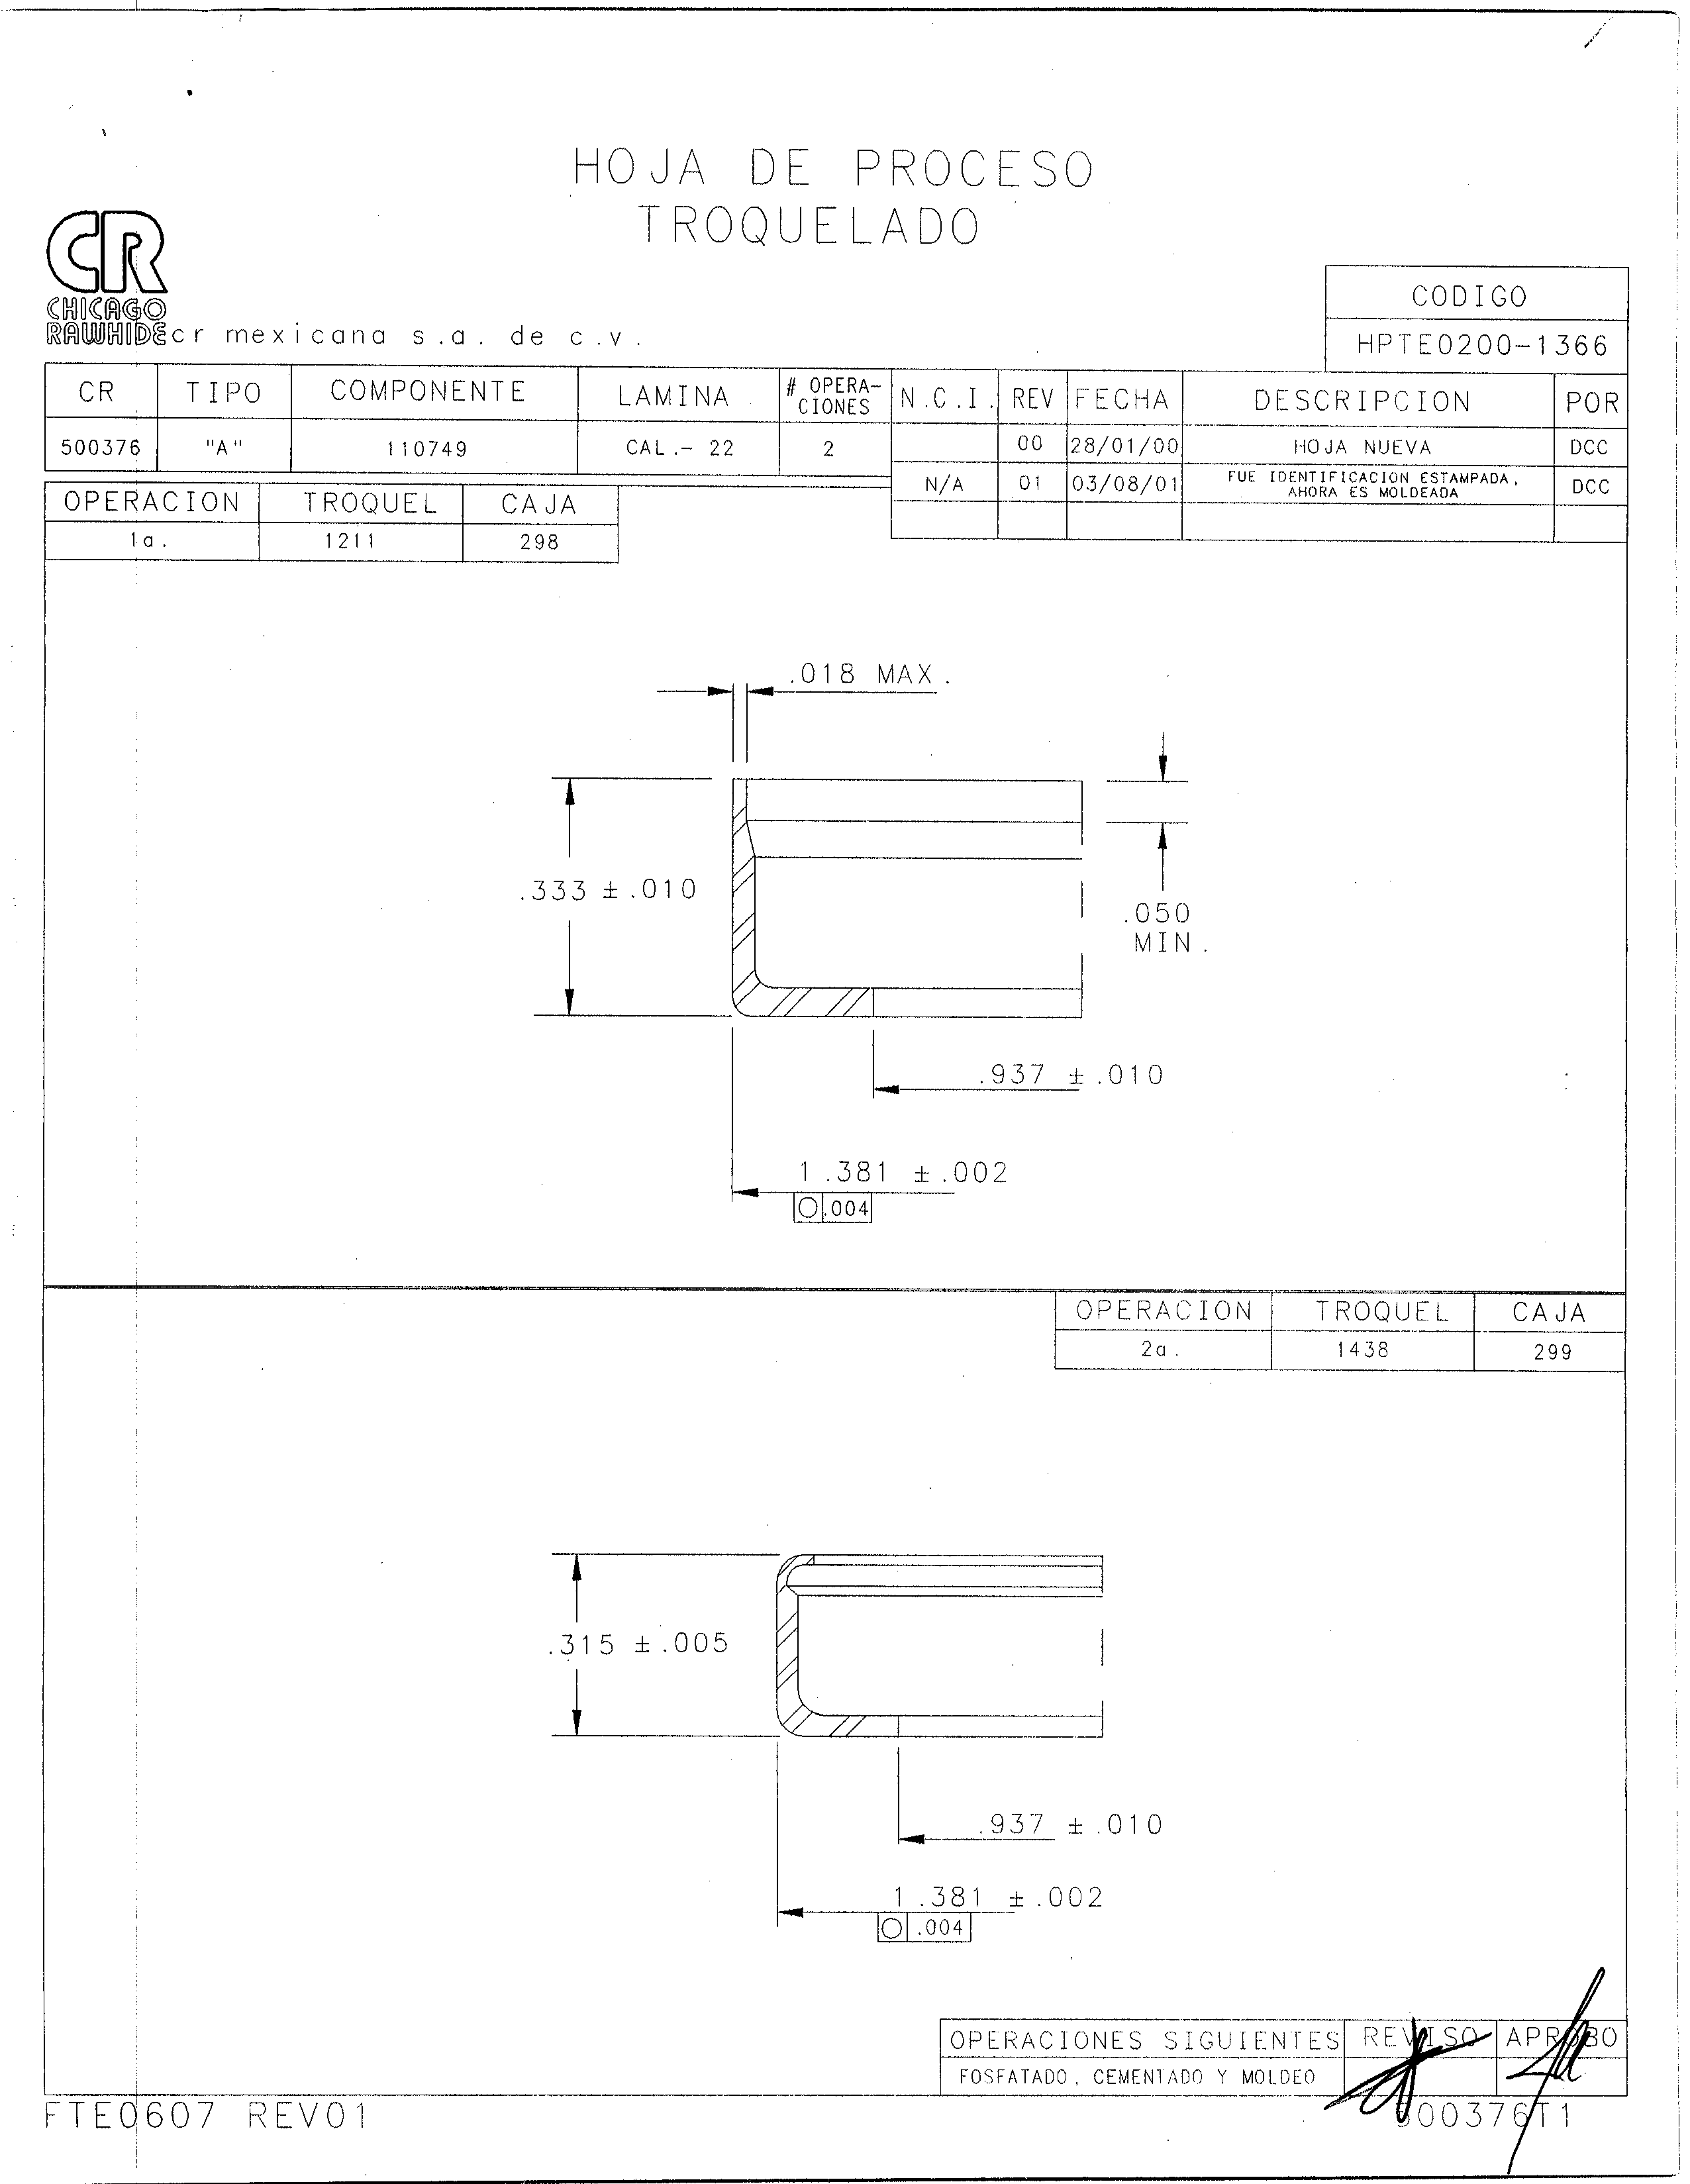 HOJA DE PROCESO
TROQUELADO
CR
CHICAGO
RAWHIDE cr mexicana s.a. de c.v.
CODIGO
HPTE0200-1366
CR TIPO COMPONENTE LAMINA # OPERA-CIONES N.C.I. REV FECHA DESCRIPCION POR
500376 "A" 110749 CAL.- 22 2 00 28/01/00 HOJA NUEVA DCC
N/A 01 03/08/01 FUE IDENTIFICACION ESTAMPADA, AHORA ES MOLDEADA DCC
OPERACION TROQUEL CAJA
1a. 1211 298
.018 MAX.
.333 ±.010
.050
MIN.
.937 ±.010
1.381 ±.002
.004
OPERACION TROQUEL CAJA
2a. 1438 299
.315 ±.005
.937 ±.010
1.381 ±.002
.004
OPERACIONES SIGUIENTES REVISO APROBO
FOSFATADO, CEMENTADO Y MOLDEO
FTE0607 REV01
500376T1